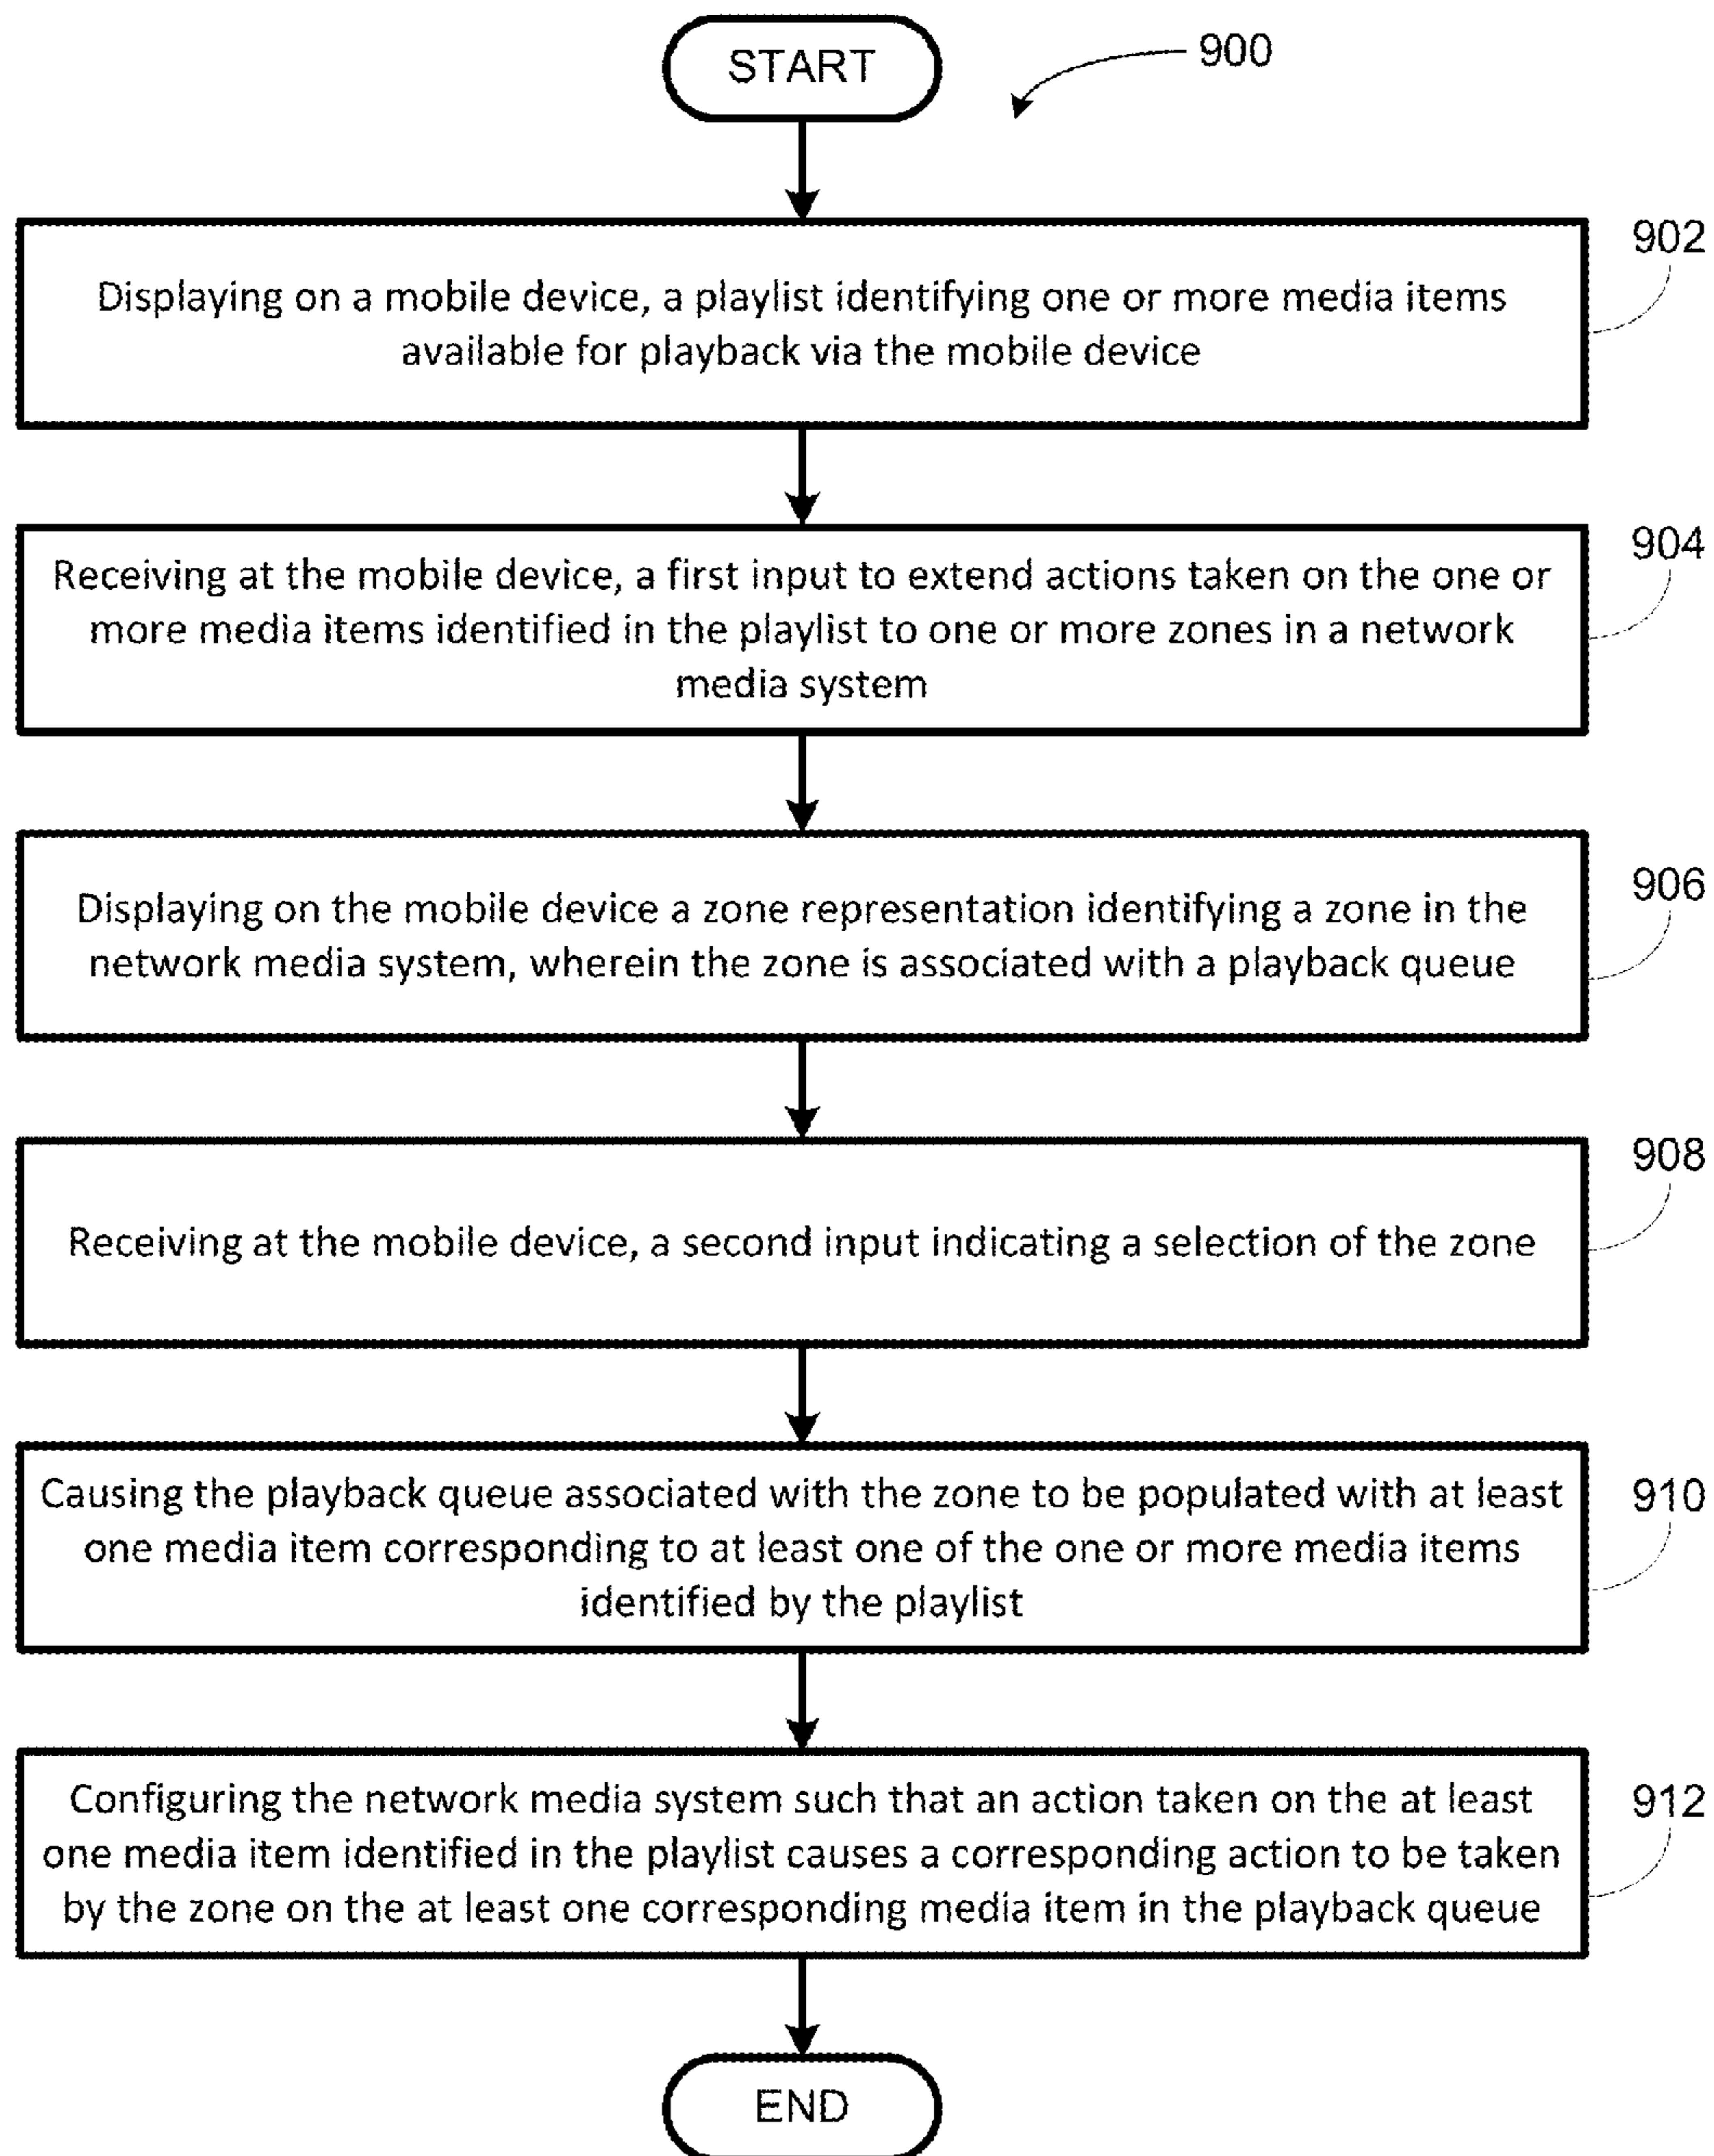 START
900
902
Displaying on a mobile device, a playlist identifying one or more media items
available for playback via the mobile device
904
Receiving at the mobile device, a first input to extend actions taken on the one or
more media items identified in the playlist to one or more zones in a network
media system
906
Displaying on the mobile device a zone representation identifying a zone in the
network media system, wherein the zone is associated with a playback queue
908
Receiving at the mobile device, a second input indicating a selection of the zone
910
Causing the playback queue associated with the zone to be populated with at least
one media item corresponding to at least one of the one or more media items
identified by the playlist
912
Configuring the network media system such that an action taken on the at least
one media item identified in the playlist causes a corresponding action to be taken
by the zone on the at least one corresponding media item in the playback queue
END